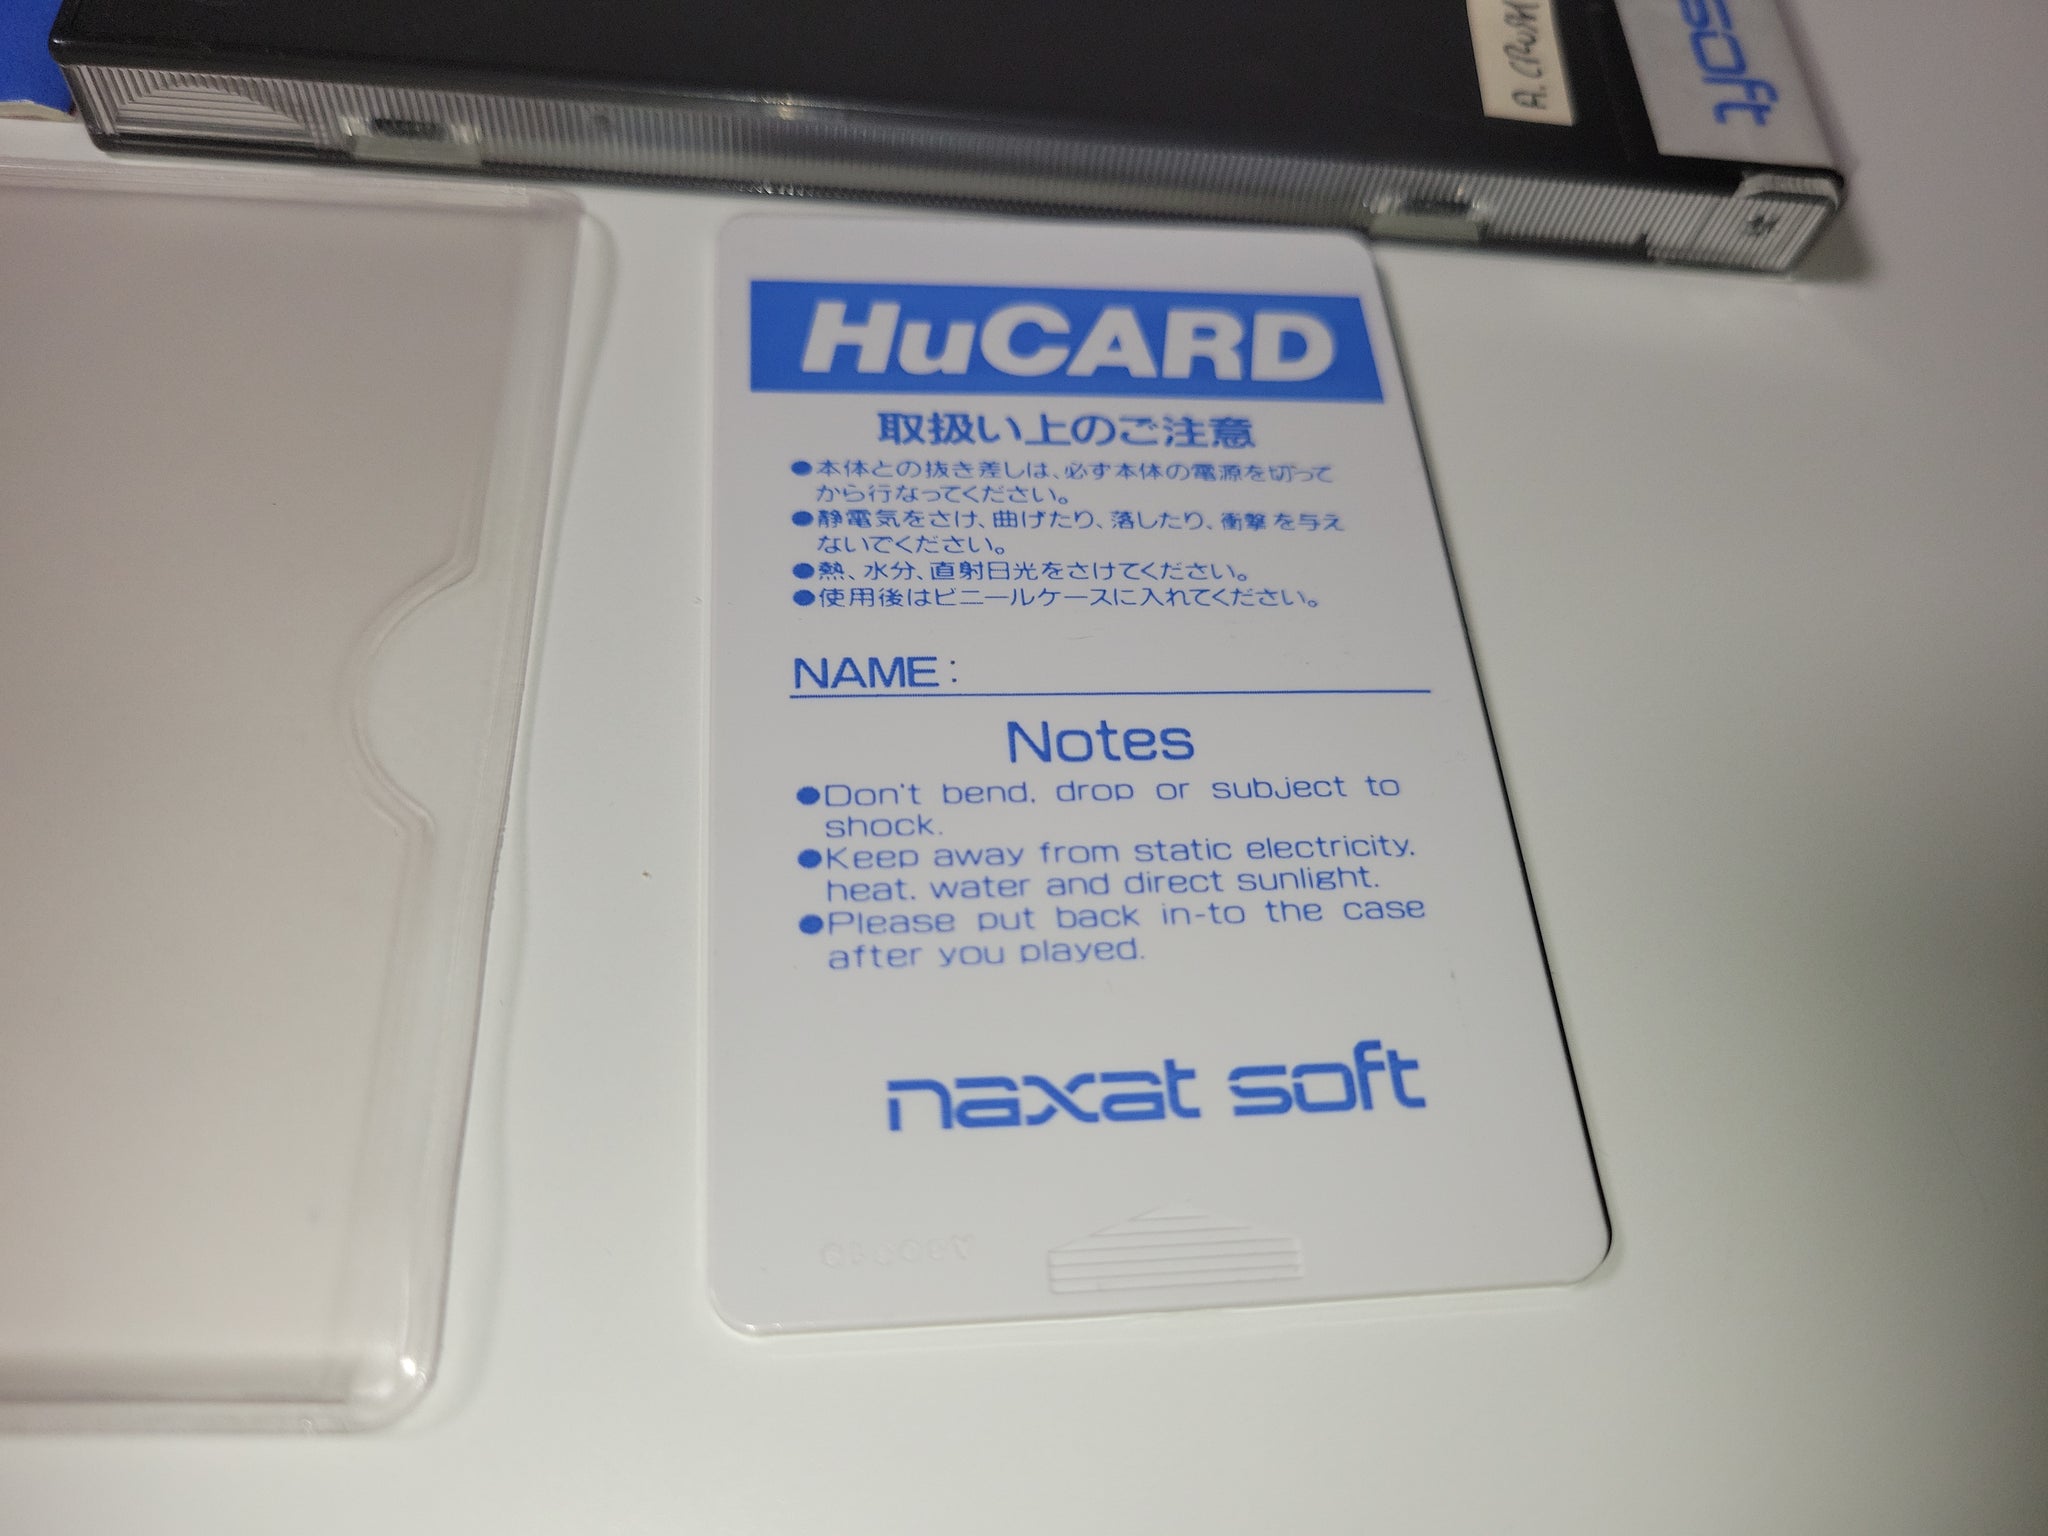 A. CRUSH
soft
HuCARD
取扱い上のご注意
●本体との抜き差しは、必ず本体の電源を切って
から行なってください。
●静電気をさけ、曲げたり、落したり、衝撃を与え
ないでください。
●熱、水分、直射日光をさけてください。
●使用後はビニールケースに入れてください。
NAME:
Notes
●Don't bend, drop or subject to
shock.
●Keep away from static electricity,
heat, water and direct sunlight.
●Please put back in-to the case
after you played.
naxat soft